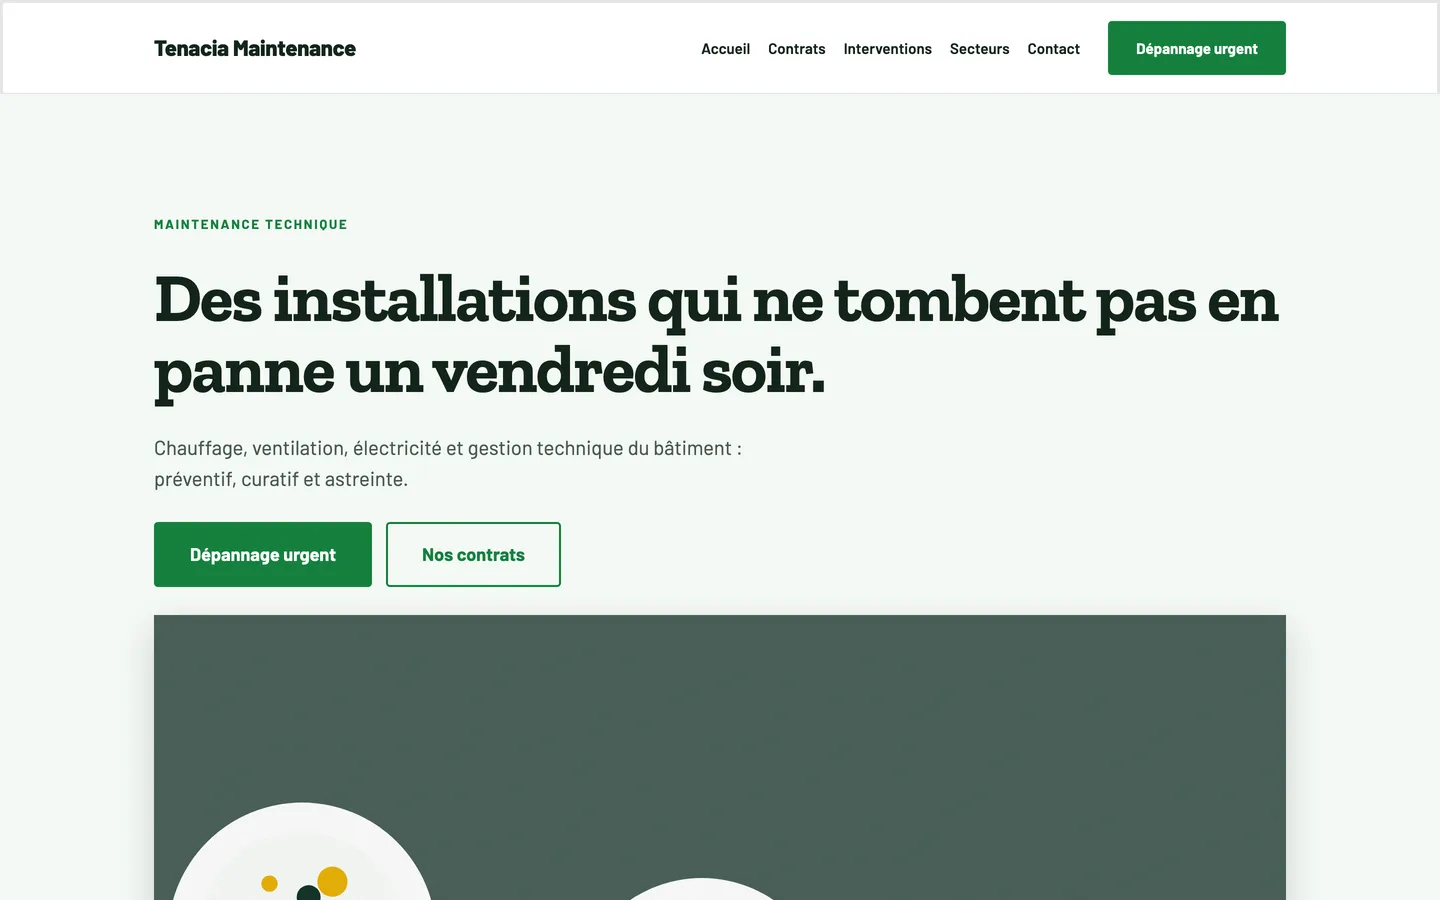 Tenacia Maintenance
Accueil Contrats Interventions Secteurs Contact Dépannage urgent
MAINTENANCE TECHNIQUE
Des installations qui ne tombent pas en
panne un vendredi soir.
Chauffage, ventilation, électricité et gestion technique du bâtiment :
préventif, curatif et astreinte.
Dépannage urgent Nos contrats